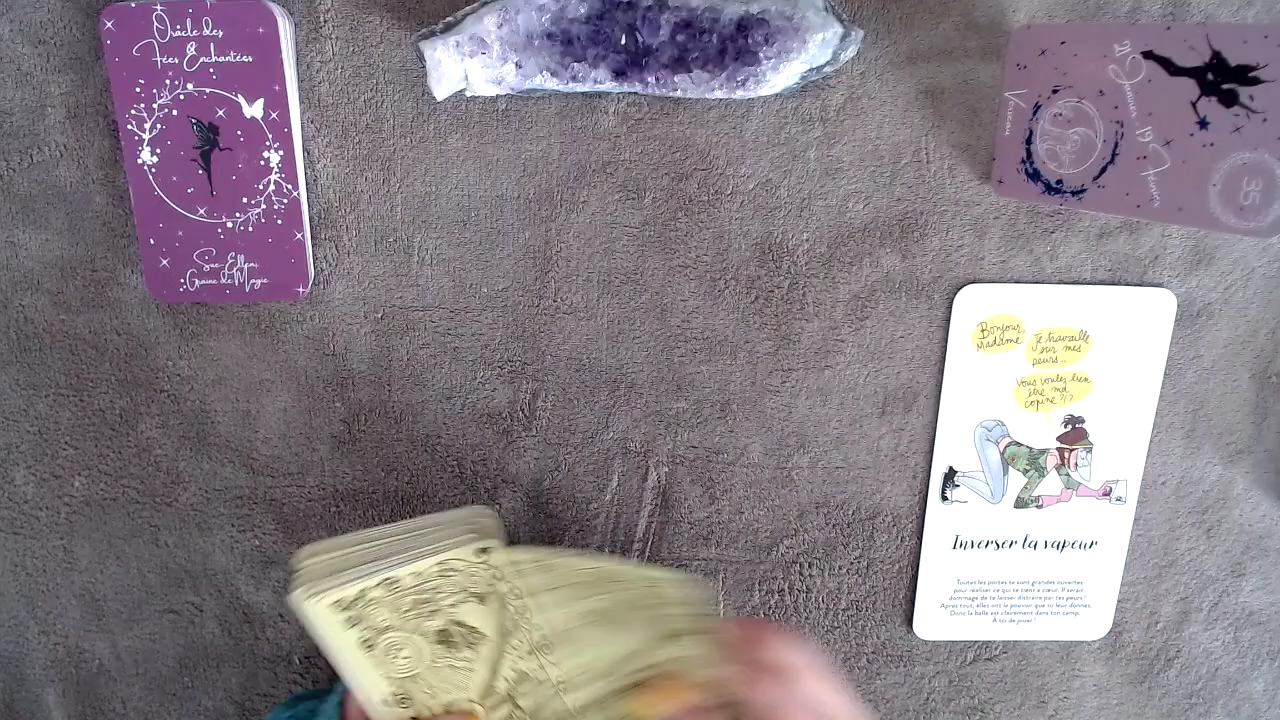 Oracle des
Fées Enchantées
Sue-Ellen
Graine de Magie
21 Janvier 19 Février
Verseau
35
Bonjour,
Madame
Je travaille
sur mes
peurs...
Vous voulez bien
être ma
copine ?!?
Inverser la vapeur
Toutes les portes te sont grandes ouvertes
pour réaliser ce qui te tient à cœur. Il serait
dommage de te laisser distraire par tes peurs !
Après tout, elles ont le pouvoir que tu leur donnes.
Donc la balle est clairement dans ton camp.
À toi de jouer !